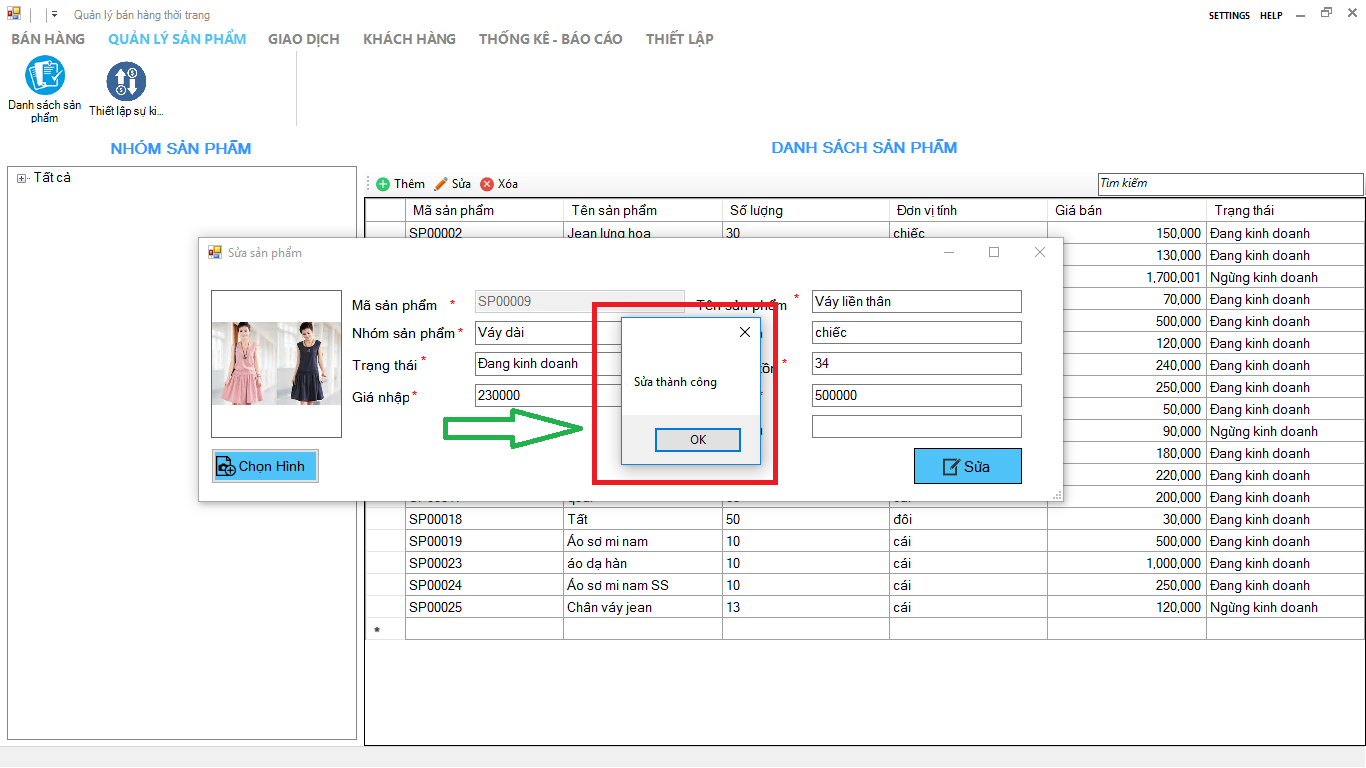 Quản lý bán hàng thời trang
SETTINGS HELP
BÁN HÀNG QUẢN LÝ SẢN PHẨM GIAO DỊCH KHÁCH HÀNG THỐNG KÊ - BÁO CÁO THIẾT LẬP
Danh sách sản phẩm
Thiết lập sự ki...
NHÓM SẢN PHẨM
Tất cả
DANH SÁCH SẢN PHẨM
Thêm Sửa Xóa
Tìm kiếm
Mã sản phẩm Tên sản phẩm Số lượng Đơn vị tính Giá bán Trạng thái
SP00002 Jean lưng hoa 30 chiếc 150,000 Đang kinh doanh
130,000 Đang kinh doanh
1,700,001 Ngừng kinh doanh
70,000 Đang kinh doanh
500,000 Đang kinh doanh
120,000 Đang kinh doanh
240,000 Đang kinh doanh
250,000 Đang kinh doanh
50,000 Đang kinh doanh
90,000 Ngừng kinh doanh
180,000 Đang kinh doanh
220,000 Đang kinh doanh
200,000 Đang kinh doanh
SP00018 Tất 50 đôi 30,000 Đang kinh doanh
SP00019 Áo sơ mi nam 10 cái 500,000 Đang kinh doanh
SP00023 áo dạ hàn 10 cái 1,000,000 Đang kinh doanh
SP00024 Áo sơ mi nam SS 10 cái 250,000 Đang kinh doanh
SP00025 Chân váy jean 13 cái 120,000 Ngừng kinh doanh
*
Sửa sản phẩm
Mã sản phẩm * SP00009 Tên sản phẩm * Váy liền thân
Nhóm sản phẩm * Váy dài chiếc
Trạng thái * Đang kinh doanh tồn * 34
Giá nhập * 230000 * 500000
Chọn Hình
Sửa
Sửa thành công
OK